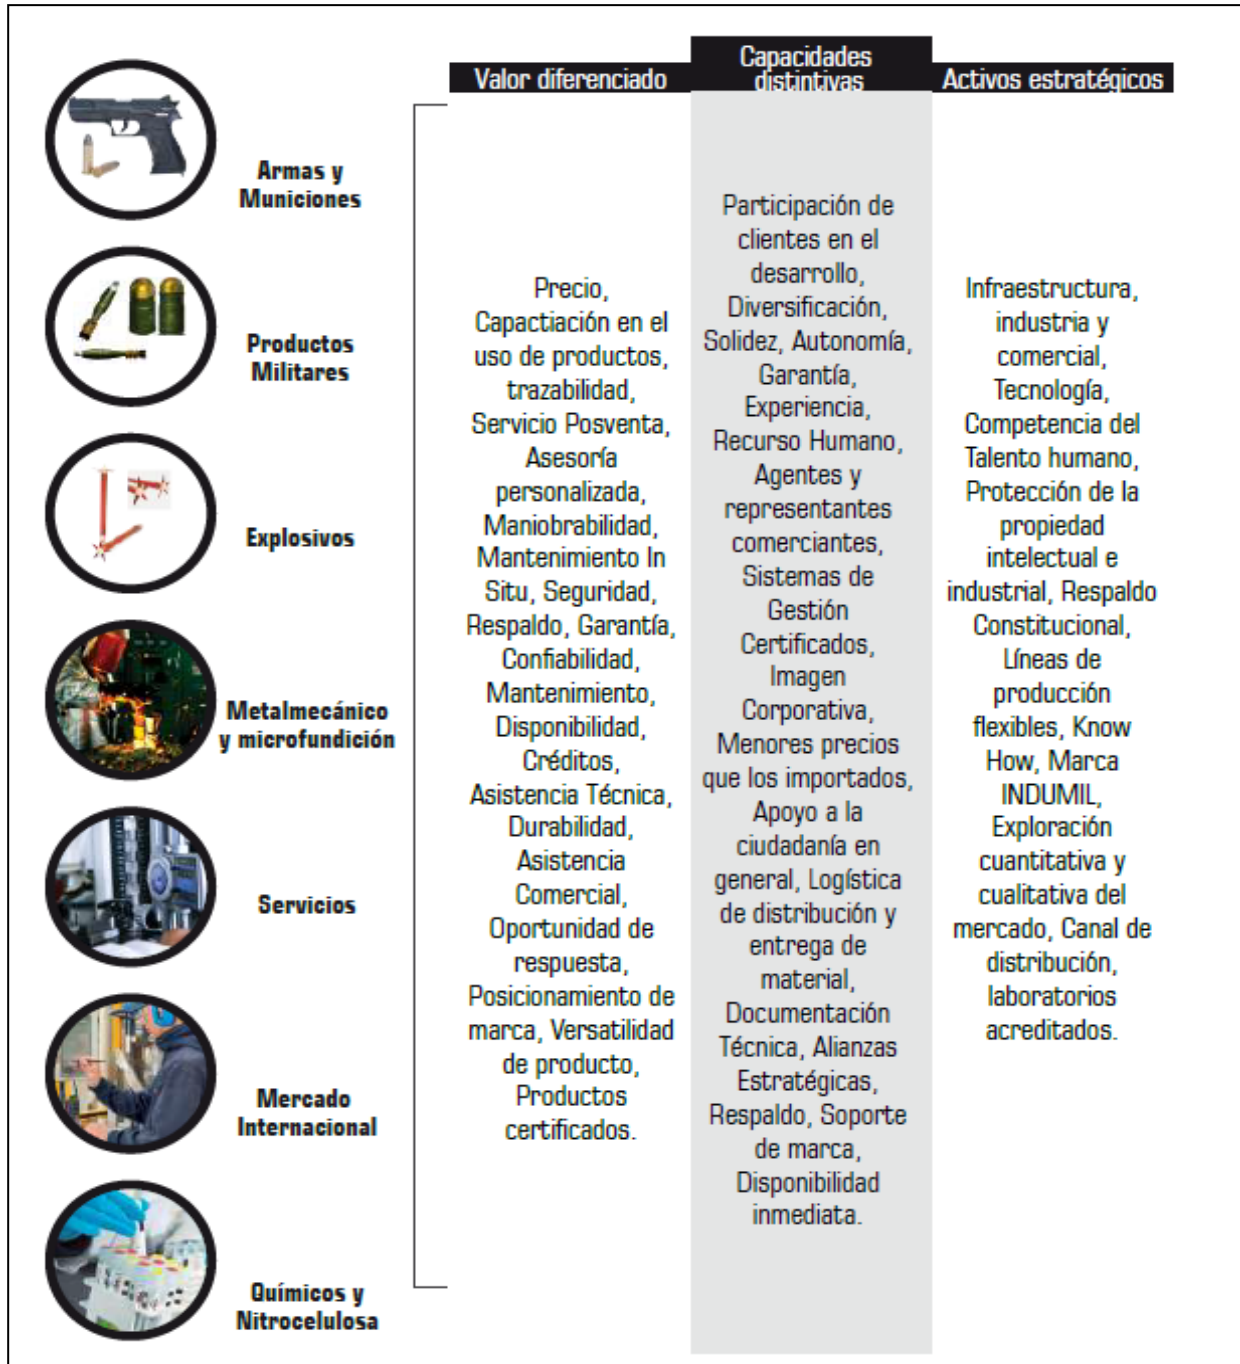 Valor diferenciado
Capacidades
distintivas
Activos estratégicos
Armas y
Municiones
Productos
Militares
Explosivos
Metalmecánico
y microfundición
Servicios
Mercado
Internacional
Químicos y
Nitrocelulosa
Precio,
Capactiación en el
uso de productos,
trazabilidad,
Servicio Posventa,
Asesoría
personalizada,
Maniobrabilidad,
Mantenimiento In
Situ, Seguridad,
Respaldo, Garantía,
Confiabilidad,
Mantenimiento,
Disponibilidad,
Créditos,
Asistencia Técnica,
Durabilidad,
Asistencia
Comercial,
Oportunidad de
respuesta,
Posicionamiento de
marca, Versatilidad
de producto,
Productos
certificados.
Participación de
clientes en el
desarrollo,
Diversificación,
Solidez, Autonomía,
Garantía,
Experiencia,
Recurso Humano,
Agentes y
representantes
comerciantes,
Sistemas de
Gestión
Certificados,
Imagen
Corporativa,
Menores precios
que los importados,
Apoyo a la
ciudadanía en
general, Logística
de distribución y
entrega de
material,
Documentación
Técnica, Alianzas
Estratégicas,
Respaldo, Soporte
de marca,
Disponibilidad
inmediata.
Infraestructura,
industria y
comercial,
Tecnología,
Competencia del
Talento humano,
Protección de la
propiedad
intelectual e
industrial, Respaldo
Constitucional,
Líneas de
producción
flexibles, Know
How, Marca
INDUMIL,
Exploración
cuantitativa y
cualitativa del
mercado, Canal de
distribución,
laboratorios
acreditados.